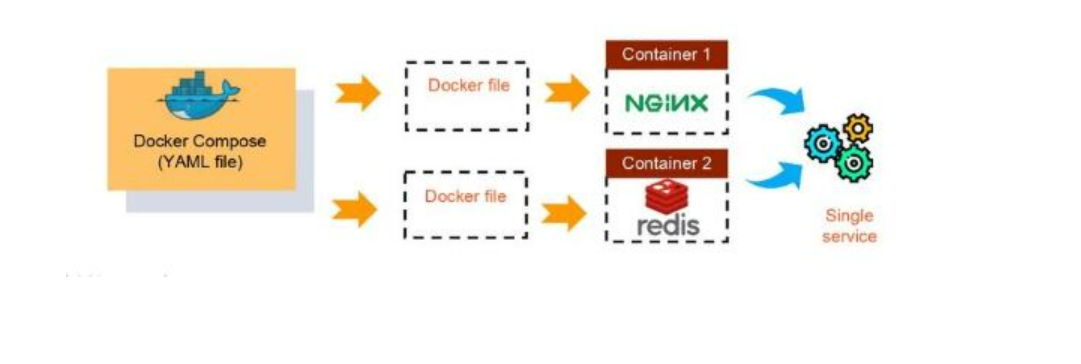 Container 1
Docker file
NGINX
Docker Compose
(YAML file)
Container 2
Docker file
redis
Single
service